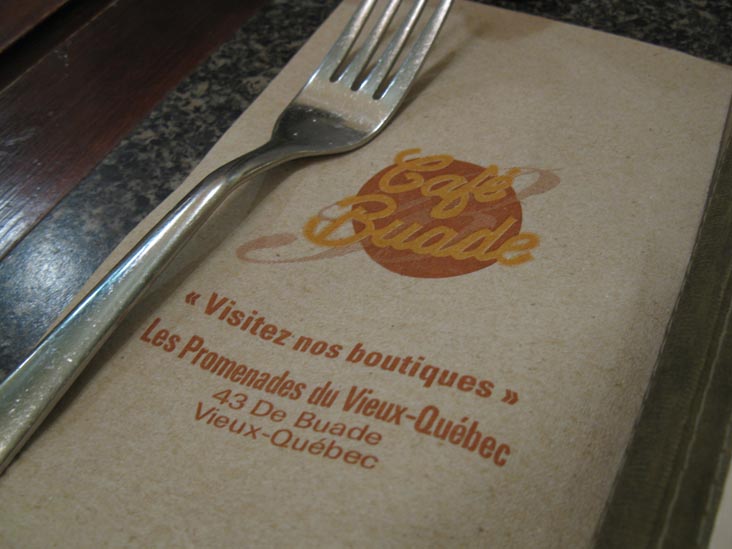 Café
Buade
« Visitez nos boutiques »
Les Promenades du Vieux-Québec
43 De Buade
Vieux-Québec